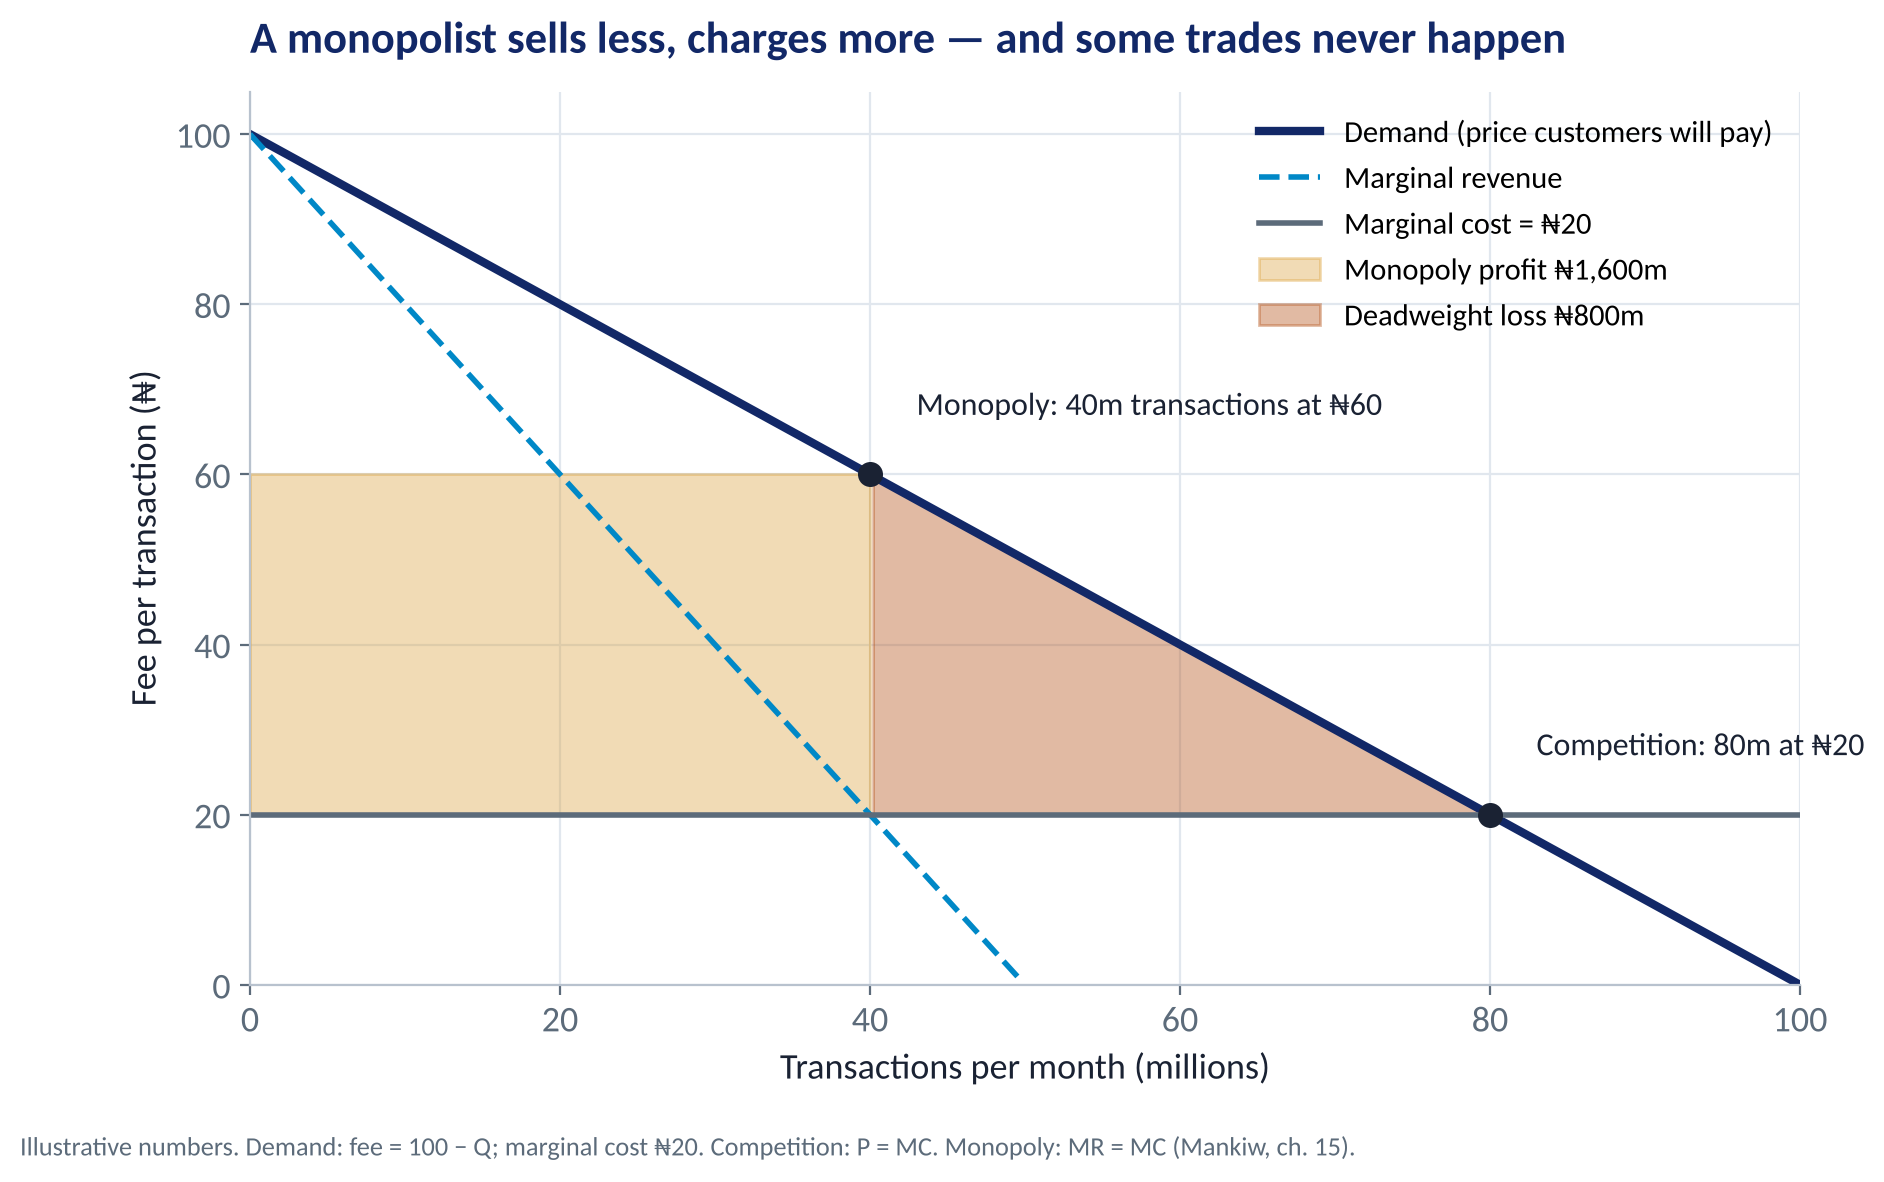 A monopolist sells less, charges more — and some trades never happen
Demand (price customers will pay)
Marginal revenue
Marginal cost = ₦20
Monopoly profit ₦1,600m
Deadweight loss ₦800m
Monopoly: 40m transactions at ₦60
Competition: 80m at ₦20
Fee per transaction (₦)
100
80
60
40
20
0
0 20 40 60 80 100
Transactions per month (millions)
Illustrative numbers. Demand: fee = 100 − Q; marginal cost ₦20. Competition: P = MC. Monopoly: MR = MC (Mankiw, ch. 15).